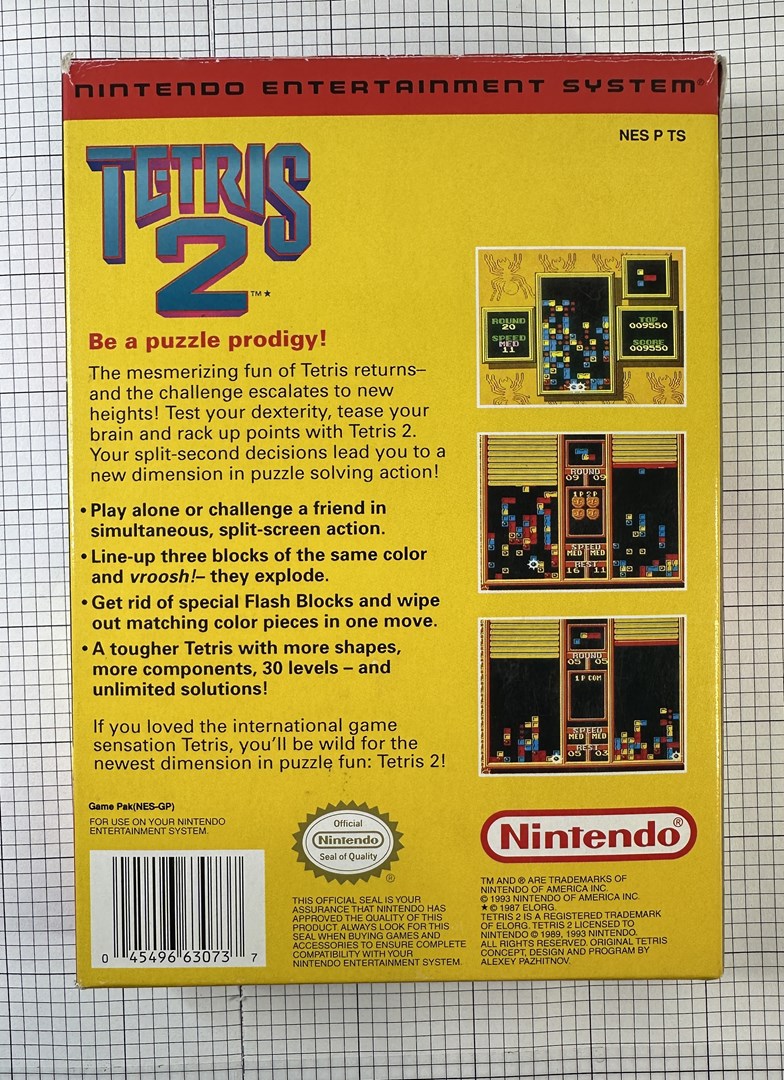 NINTENDO ENTERTAINMENT SYSTEM®
NES P TS
TETRIS
2™★
Be a puzzle prodigy!
The mesmerizing fun of Tetris returns–
and the challenge escalates to new
heights! Test your dexterity, tease your
brain and rack up points with Tetris 2.
Your split-second decisions lead you to a
new dimension in puzzle solving action!
• Play alone or challenge a friend in
simultaneous, split-screen action.
• Line-up three blocks of the same color
and vroosh!– they explode.
• Get rid of special Flash Blocks and wipe
out matching color pieces in one move.
• A tougher Tetris with more shapes,
more components, 30 levels – and
unlimited solutions!
If you loved the international game
sensation Tetris, you’ll be wild for the
newest dimension in puzzle fun: Tetris 2!
ROUND
20
SPEED
MED
11
TOP
009550
SCORE
009550
ROUND
09 09
1P 2P
SPEED
MED MED
REST
16 11
ROUND
05 05
1P COM
SPEED
MED MED
REST
05 03
Game Pak(NES-GP)
FOR USE ON YOUR NINTENDO
ENTERTAINMENT SYSTEM.
0 45496 63073 7
Official
Nintendo
Seal of Quality
®
THIS OFFICIAL SEAL IS YOUR
ASSURANCE THAT NINTENDO HAS
APPROVED THE QUALITY OF THIS
PRODUCT. ALWAYS LOOK FOR THIS
SEAL WHEN BUYING GAMES AND
ACCESSORIES TO ENSURE COMPLETE
COMPATIBILITY WITH YOUR
NINTENDO ENTERTAINMENT SYSTEM.
Nintendo®
TM AND ® ARE TRADEMARKS OF
NINTENDO OF AMERICA INC.
© 1993 NINTENDO OF AMERICA INC.
★ © 1987 ELORG.
TETRIS 2 IS A REGISTERED TRADEMARK
OF ELORG. TETRIS 2 LICENSED TO
NINTENDO © 1989, 1993 NINTENDO.
ALL RIGHTS RESERVED. ORIGINAL TETRIS
CONCEPT, DESIGN AND PROGRAM BY
ALEXEY PAZHITNOV.